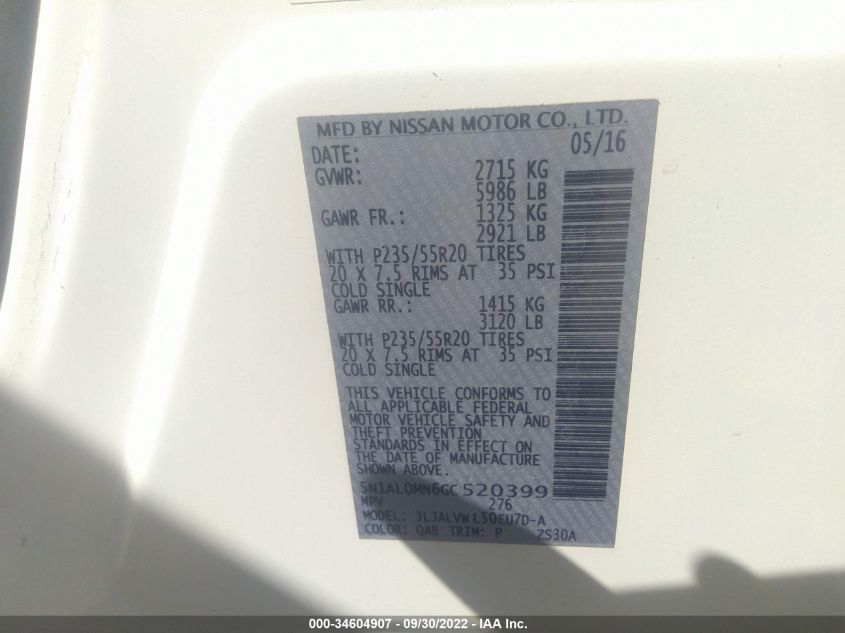 MFD BY NISSAN MOTOR CO., LTD.
DATE: 05/16
GVWR: 2715 KG
5986 LB
GAWR FR.: 1325 KG
2921 LB
WITH P235/55R20 TIRES
20 X 7.5 RIMS AT 35 PSI
COLD SINGLE
GAWR RR.: 1415 KG
3120 LB
WITH P235/55R20 TIRES
20 X 7.5 RIMS AT 35 PSI
COLD SINGLE
THIS VEHICLE CONFORMS TO
ALL APPLICABLE FEDERAL
MOTOR VEHICLE SAFETY AND
THEFT PREVENTION
STANDARDS IN EFFECT ON
THE DATE OF MANUFACTURE
SHOWN ABOVE.
5N1AL0MN6GC520399
MPV 276
MODEL: JLJALVWL50EU7D-A
COLOR: QAB TRIM: P ZS30A
000-34604907 - 09/30/2022 - IAA Inc.